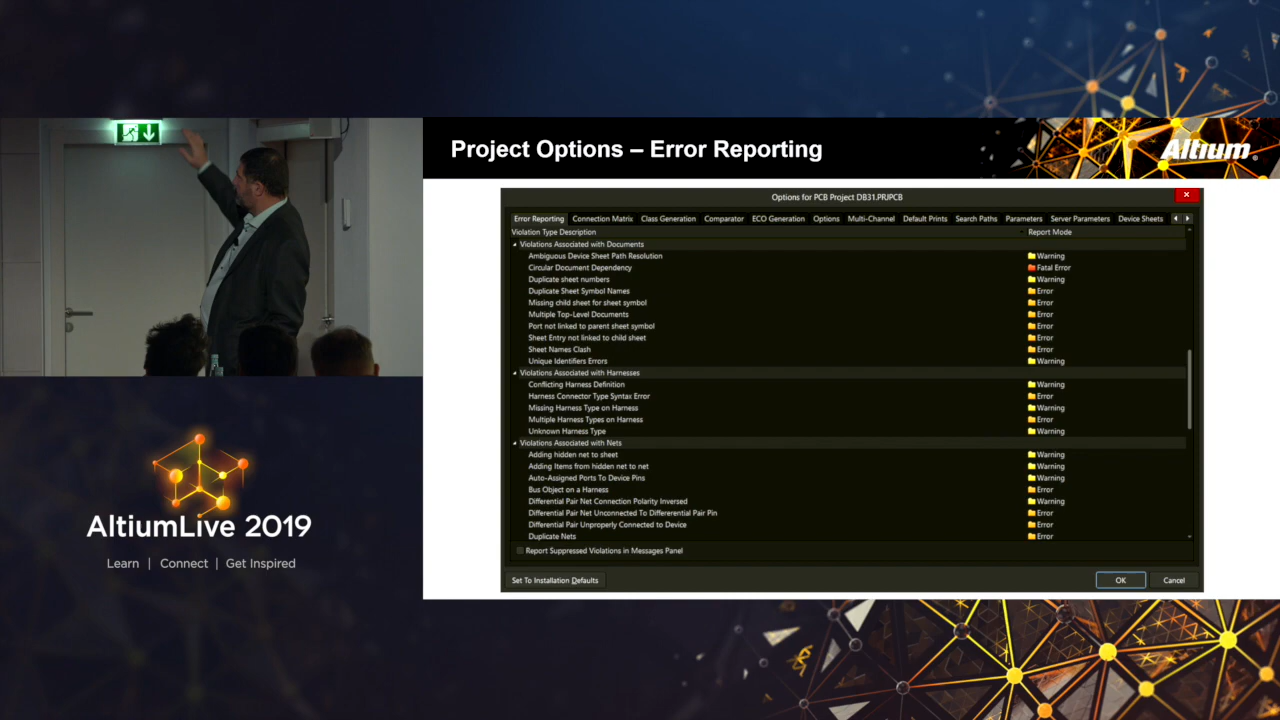 Project Options – Error Reporting
Altium®
Options for PCB Project DB31.PRJPCB
Error Reporting Connection Matrix Class Generation Comparator ECO Generation Options Multi-Channel Default Prints Search Paths Parameters Server Parameters Device Sheets
Violation Type Description Report Mode
Violations Associated with Documents
Ambiguous Device Sheet Path Resolution Warning
Circular Document Dependency Fatal Error
Duplicate sheet numbers Warning
Duplicate Sheet Symbol Names Error
Missing child sheet for sheet symbol Error
Multiple Top-Level Documents Error
Port not linked to parent sheet symbol Error
Sheet Entry not linked to child sheet Error
Sheet Names Clash Error
Unique Identifiers Errors Warning
Violations Associated with Harnesses
Conflicting Harness Definition Warning
Harness Connector Type Syntax Error Error
Missing Harness Type on Harness Warning
Multiple Harness Types on Harness Error
Unknown Harness Type Warning
Violations Associated with Nets
Adding hidden net to sheet Warning
Adding Items from hidden net to net Warning
Auto-Assigned Ports To Device Pins Warning
Bus Object on a Harness Error
Differential Pair Net Connection Polarity Inversed Warning
Differential Pair Net Unconnected To Differerential Pair Pin Error
Differential Pair Unproperly Connected to Device Error
Duplicate Nets Error
Report Suppressed Violations in Messages Panel
Set To Installation Defaults OK Cancel
AltiumLive 2019
Learn | Connect | Get Inspired